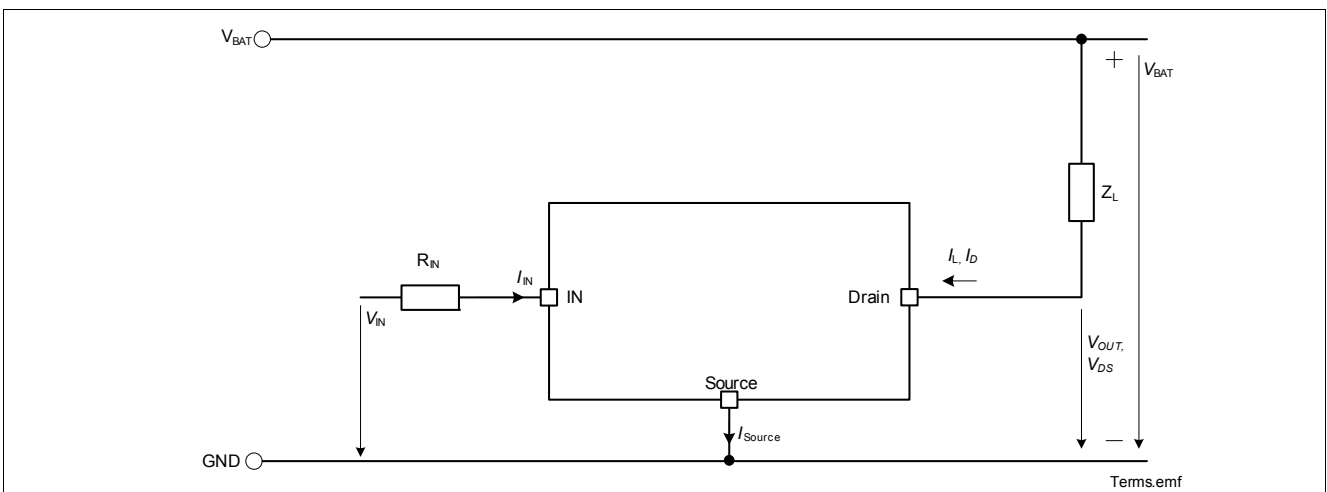 VBAT
+
VBAT
ZL
RIN
IIN
IL, ID
IN
Drain
VIN
VOUT,
VDS
Source
ISource
GND
–
Terms.emf